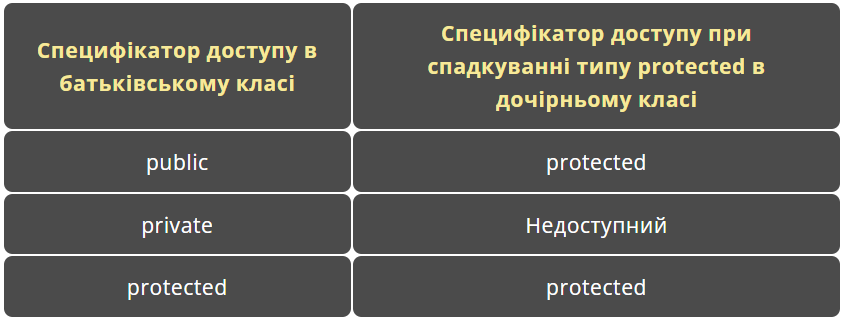 Специфікатор доступу в
батьківському класі
Специфікатор доступу при
спадкуванні типу protected в
дочірньому класі
public
protected
private
Недоступний
protected
protected